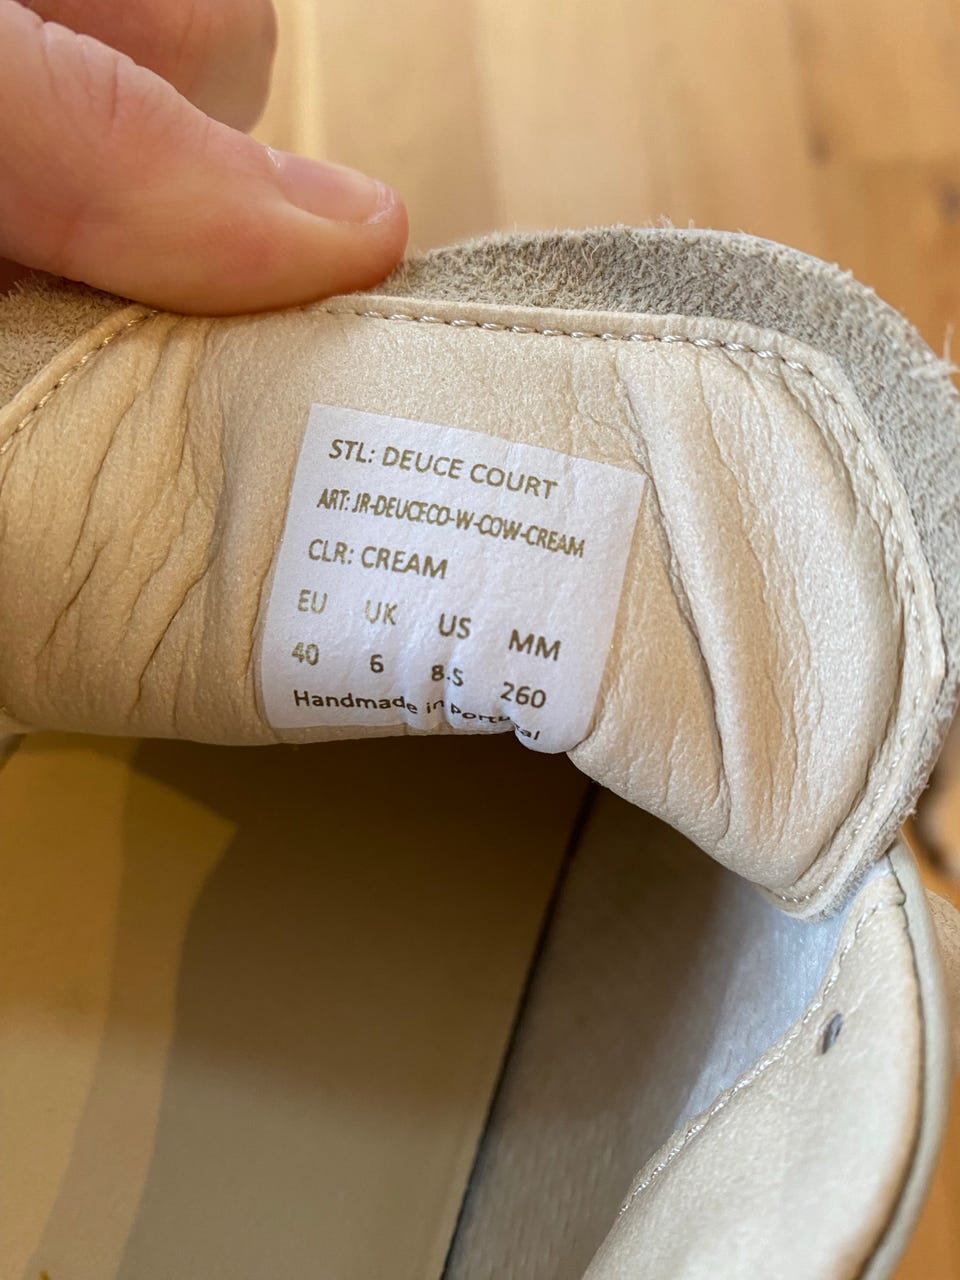 STL: DEUCE COURT
ART: JR-DEUCECO-W-COW-CREAM
CLR: CREAM
EU UK US MM
40 6 8.5 260
Handmade in Portugal